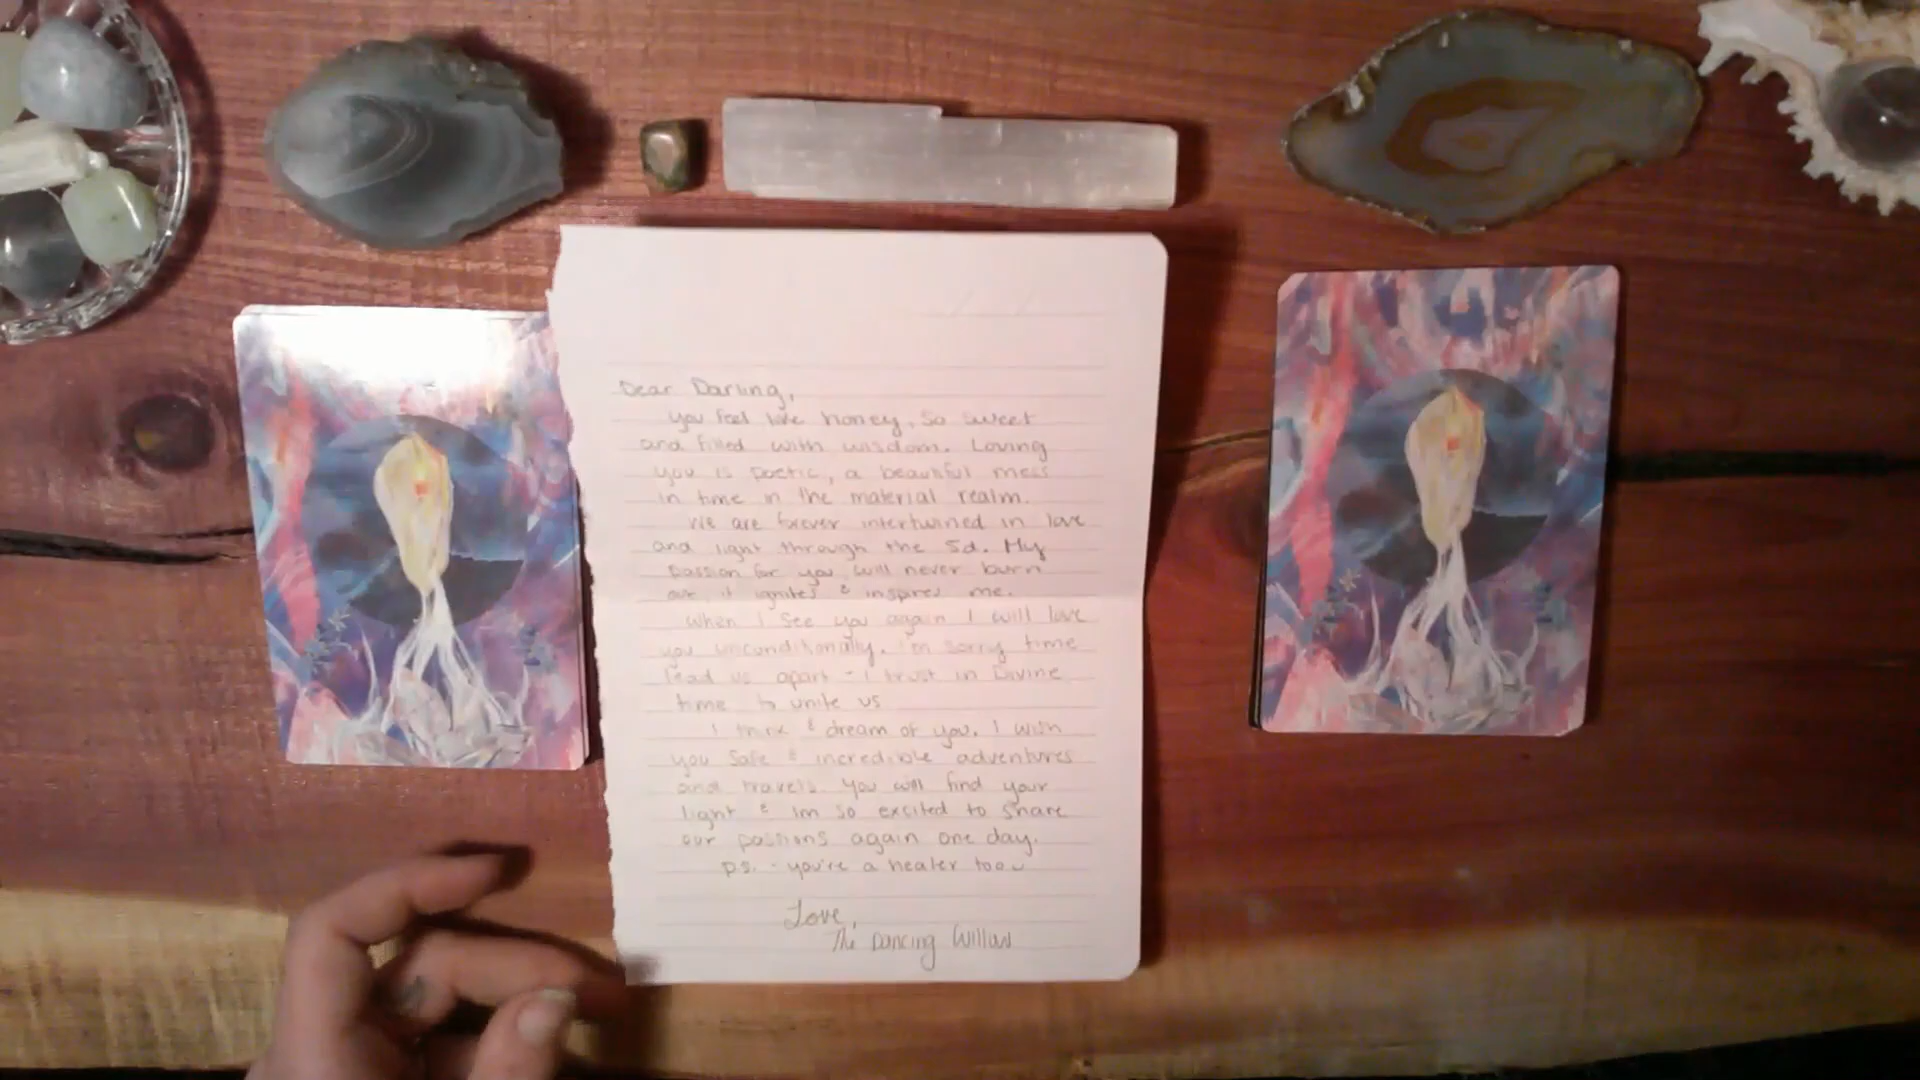 Dear Darling,
you feel like honey, so sweet
and filled with wisdom. Loving
you is poetic, a beautiful mess
in time in the material realm.
We are forever intertwined in love
and light through the 5d. My
passion for you will never burn
out, it ignites & inspires me.
When I see you again I will love
you unconditionally. I'm sorry time
lead us apart - I trust in Divine
time to unite us
I think & dream of you. I wish
you safe & incredible adventures
and travels. You will find your
light & Im so excited to share
our passions again one day.
ps. - you're a healer too
Love,
The Dancing Willow